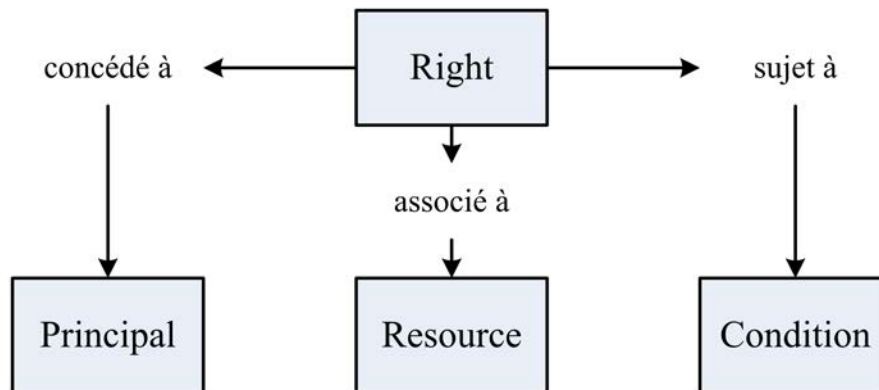 Right
concédé à
sujet à
associé à
Principal
Resource
Condition